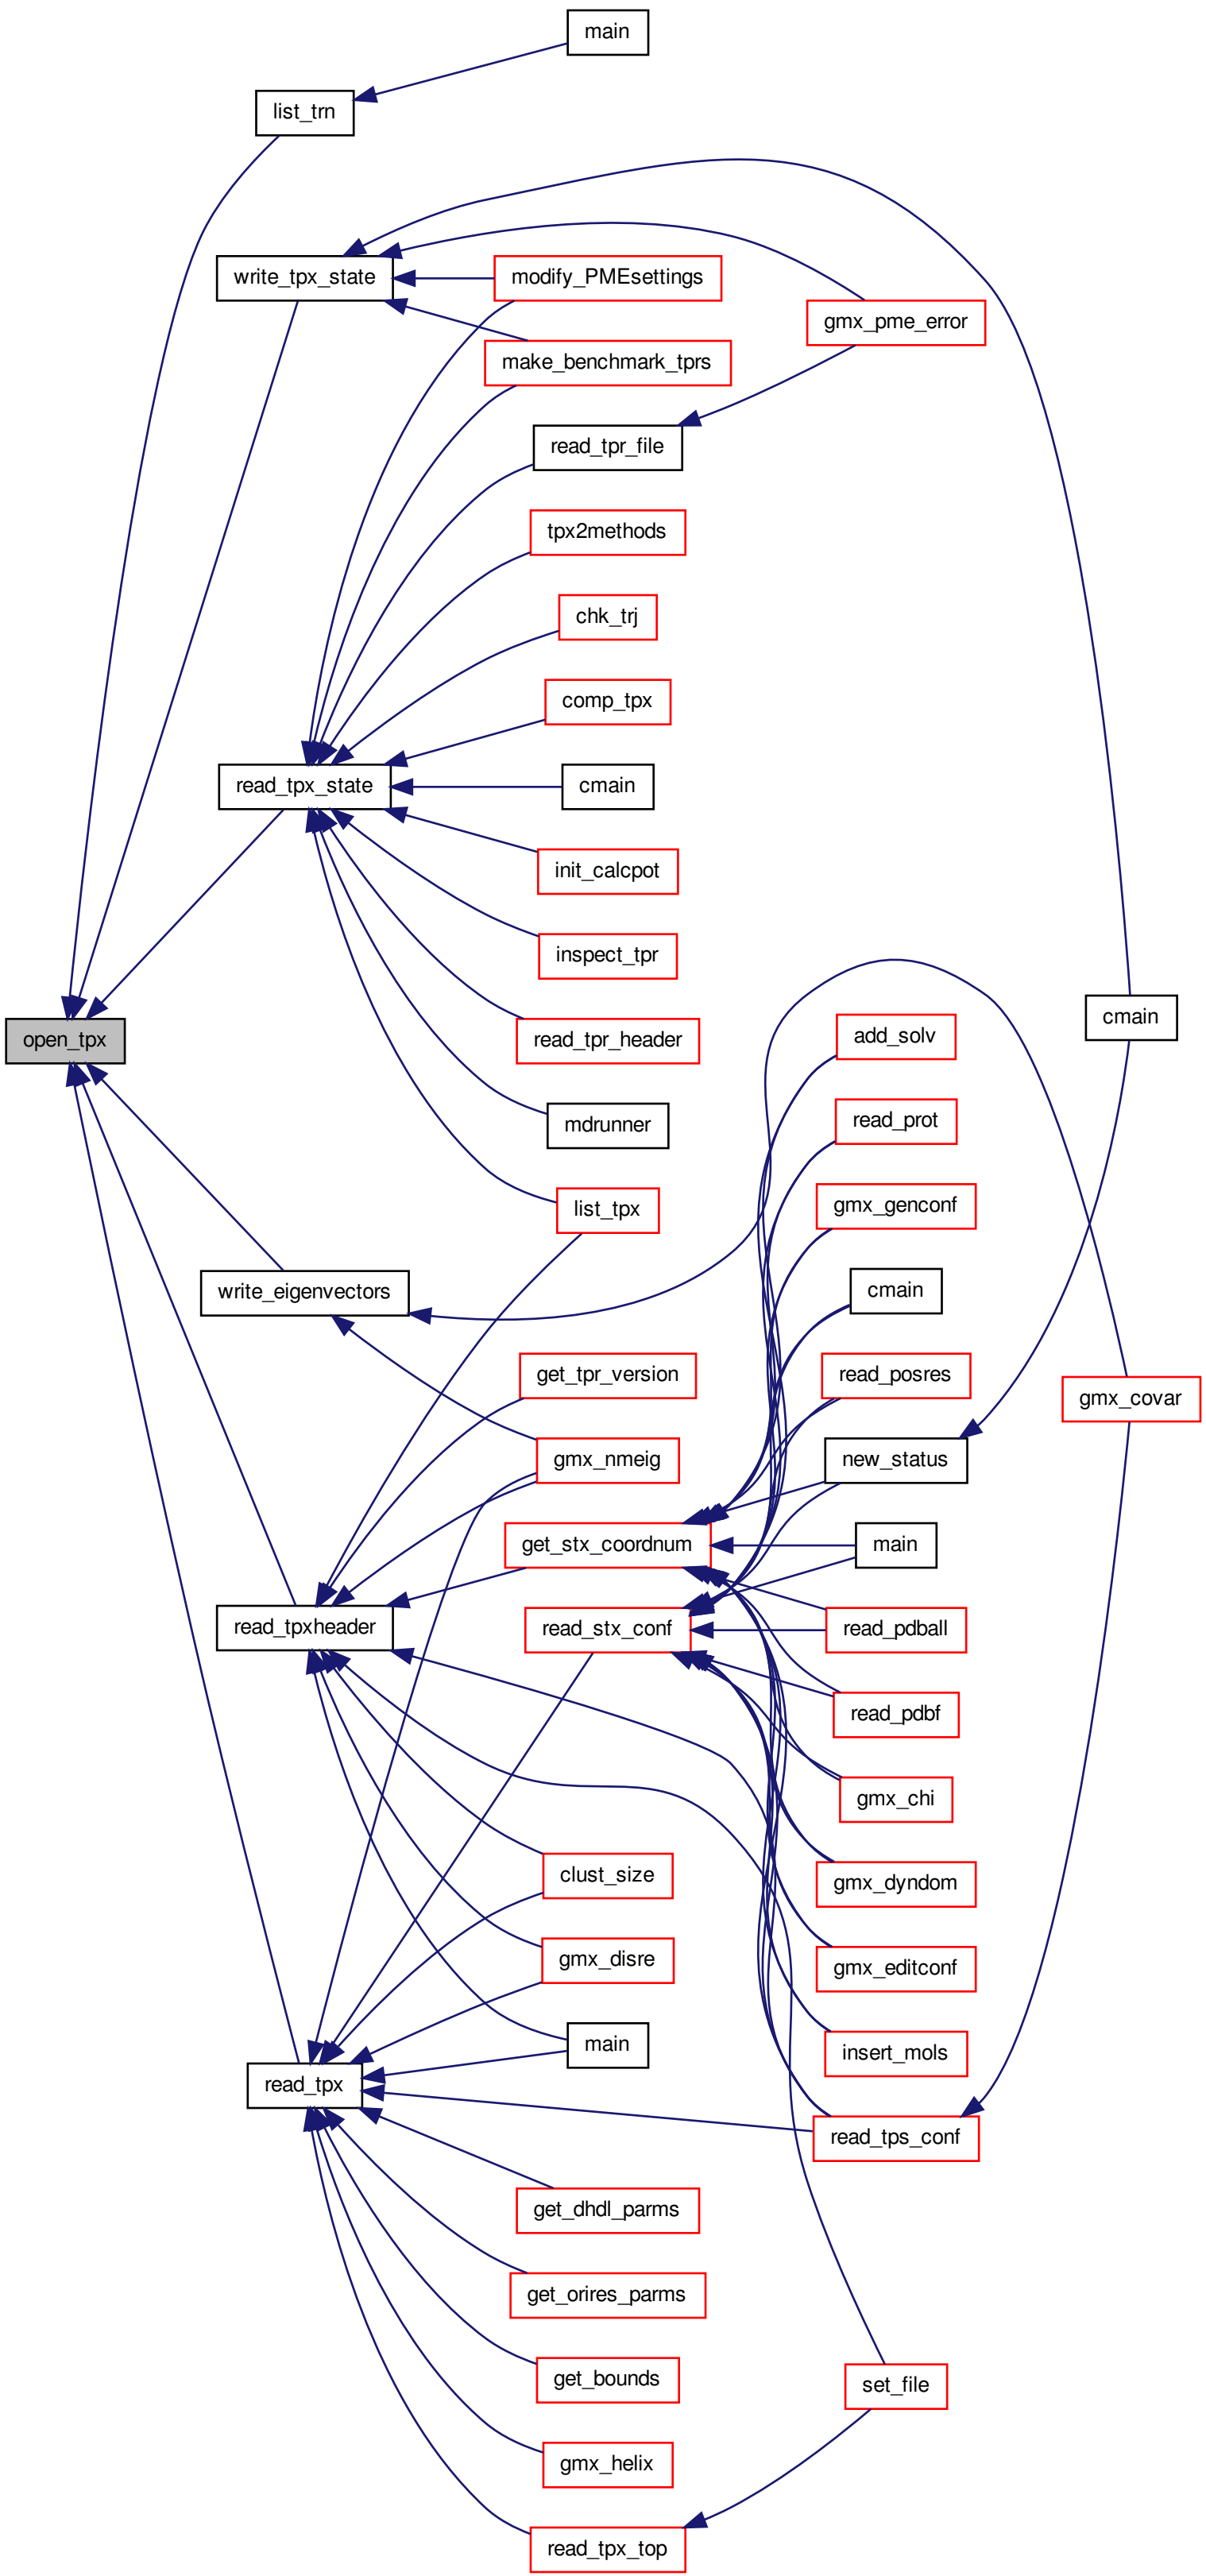 main
list_trn
write_tpx_state
modify_PMEsettings
gmx_pme_error
make_benchmark_tprs
read_tpr_file
tpx2methods
chk_trj
comp_tpx
read_tpx_state
cmain
init_calcpot
inspect_tpr
cmain
open_tpx
read_tpr_header
add_solv
mdrunner
read_prot
list_tpx
gmx_genconf
write_eigenvectors
cmain
get_tpr_version
read_posres
gmx_covar
gmx_nmeig
new_status
get_stx_coordnum
main
read_tpxheader
read_stx_conf
read_pdball
read_pdbf
gmx_chi
clust_size
gmx_dyndom
gmx_disre
gmx_editconf
main
insert_mols
read_tpx
read_tps_conf
get_dhdl_parms
get_orires_parms
get_bounds
set_file
gmx_helix
read_tpx_top